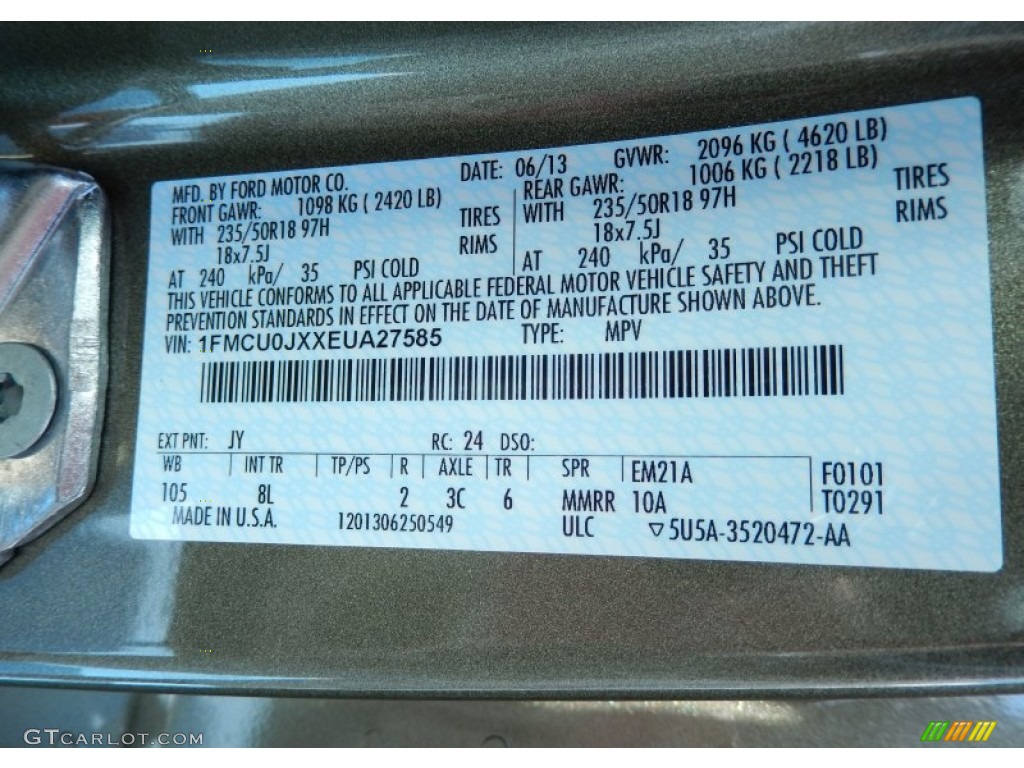 MFD. BY FORD MOTOR CO. DATE: 06/13 GVWR: 2096 KG ( 4620 LB)
FRONT GAWR: 1098 KG ( 2420 LB) REAR GAWR: 1006 KG ( 2218 LB)
WITH 235/50R18 97H TIRES WITH 235/50R18 97H TIRES
18x7.5J RIMS 18x7.5J RIMS
AT 240 kPa/ 35 PSI COLD AT 240 kPa/ 35 PSI COLD
THIS VEHICLE CONFORMS TO ALL APPLICABLE FEDERAL MOTOR VEHICLE SAFETY AND THEFT
PREVENTION STANDARDS IN EFFECT ON THE DATE OF MANUFACTURE SHOWN ABOVE.
VIN: 1FMCU0JXXEUA27585 TYPE: MPV
EXT PNT: JY RC: 24 DSO:
WB INT TR TP/PS R AXLE TR SPR EM21A F0101
105 8L 2 3C 6 MMRR 10A T0291
MADE IN U.S.A. 1201306250549 ULC ▽5U5A-3520472-AA
GTCARLOT.COM